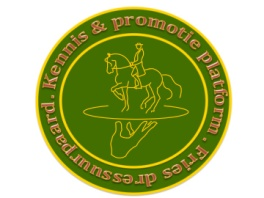 Kennis & promotie platform . Fries dressuurpaard .